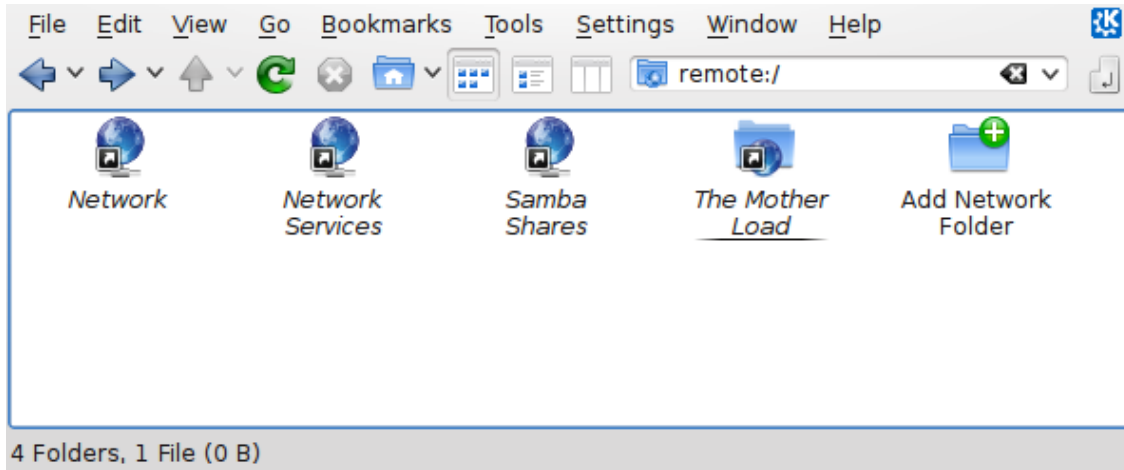 File Edit View Go Bookmarks Tools Settings Window Help
remote:/
Network Network Samba The Mother Add Network
Services Shares Load Folder
4 Folders, 1 File (0 B)